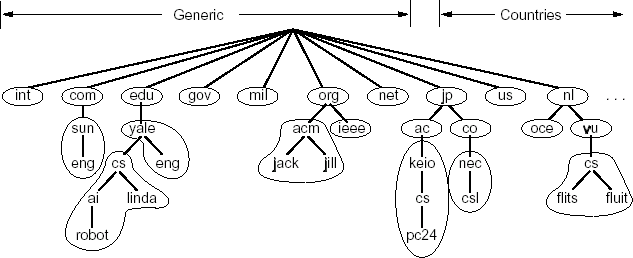 Generic Countries
int com edu gov mil org net jp us nl ...
sun yale acm ieee ac co oce vu
eng cs eng jack jill keio nec cs
ai linda cs csl flits fluit
robot pc24